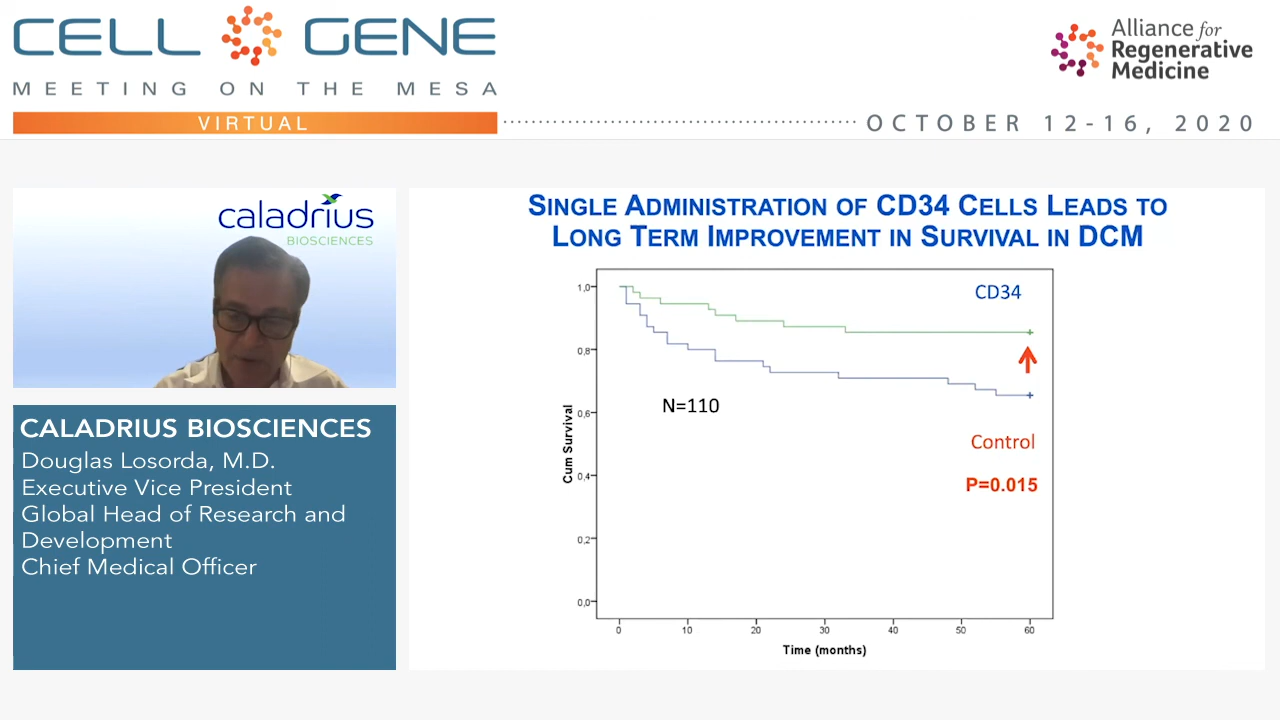 CELL GENE
MEETING ON THE MESA
VIRTUAL
Alliance for
Regenerative
Medicine
OCTOBER 12-16, 2020
caladrius
BIOSCIENCES
CALADRIUS BIOSCIENCES
Douglas Losorda, M.D.
Executive Vice President
Global Head of Research and
Development
Chief Medical Officer
SINGLE ADMINISTRATION OF CD34 CELLS LEADS TO
LONG TERM IMPROVEMENT IN SURVIVAL IN DCM
CD34
N=110
Control
P=0.015
Cum Survival
1,0
0,8
0,6
0,4
0,2
0,0
0 10 20 30 40 50 60
Time (months)